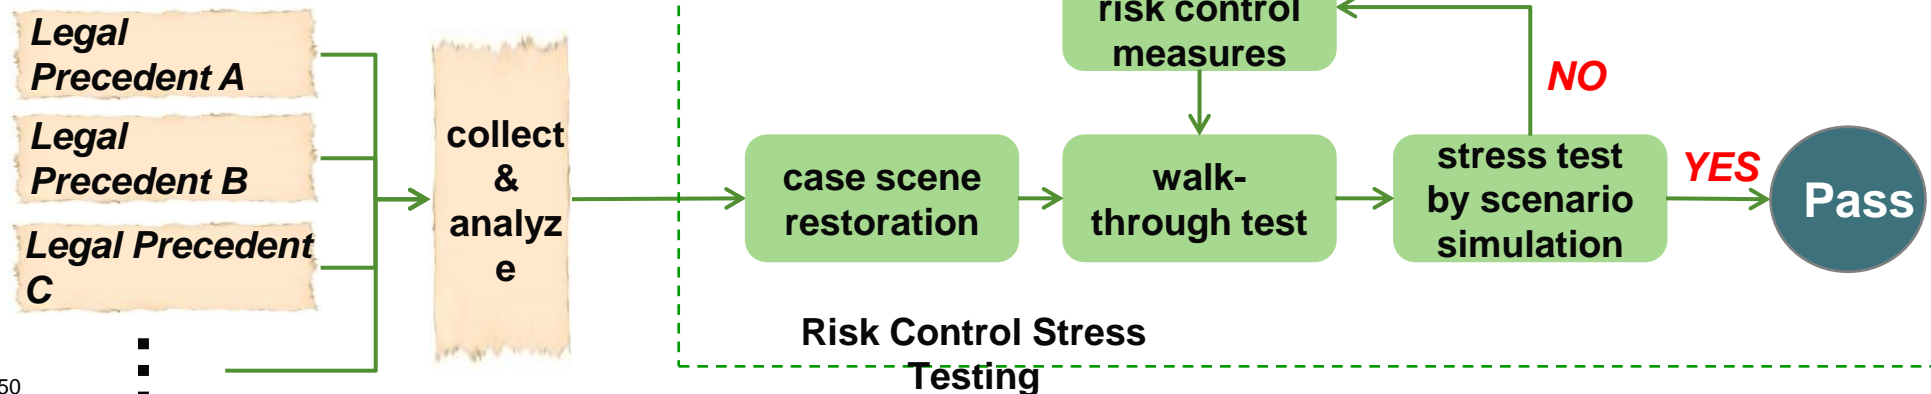 Legal
Precedent A
Legal
Precedent B
Legal Precedent
C
collect
&
analyz
e
risk control
measures
case scene
restoration
walk-
through test
stress test
by scenario
simulation
NO
YES
Pass
Risk Control Stress
Testing
50